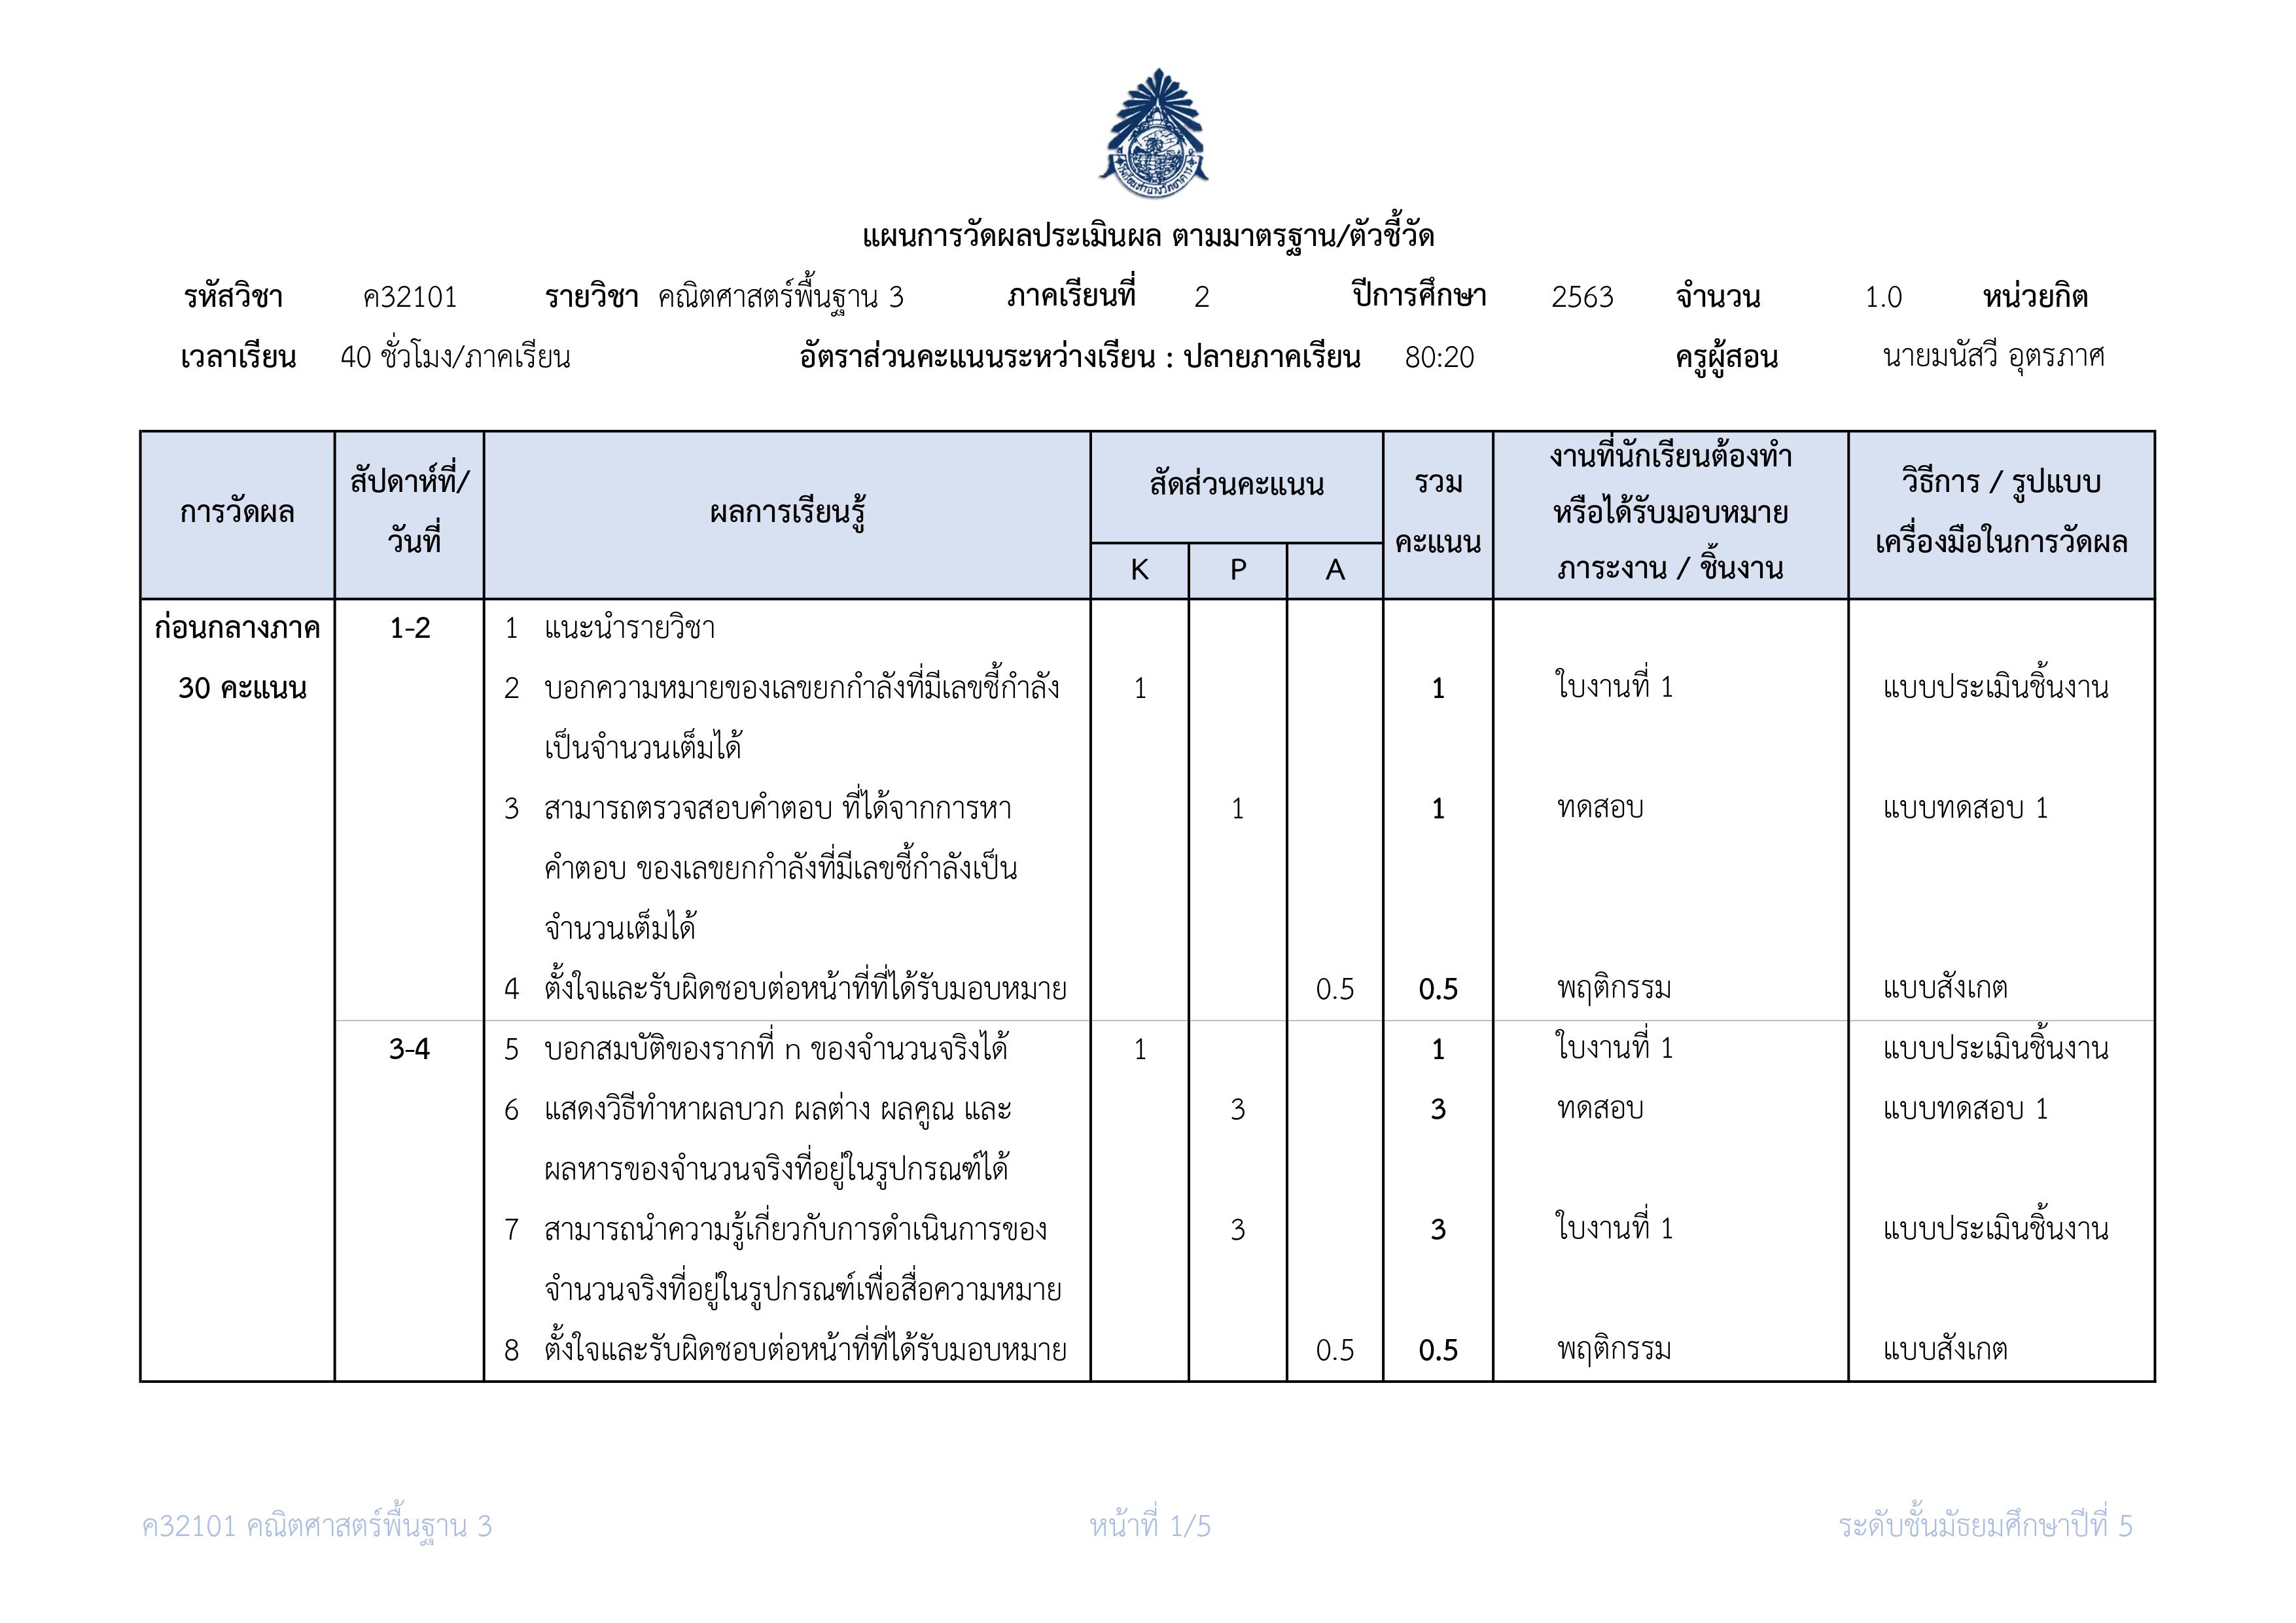 แผนการวัดผลประเมินผล ตามมาตรฐาน/ตัวชี้วัด
รหัสวิชา ค32101 รายวิชา คณิตศาสตร์พื้นฐาน 3 ภาคเรียนที่ 2 ปีการศึกษา 2563 จำนวน 1.0 หน่วยกิต
เวลาเรียน 40 ชั่วโมง/ภาคเรียน อัตราส่วนคะแนนระหว่างเรียน : ปลายภาคเรียน 80:20 ครูผู้สอน นายมนัสวี อุตรภาศ
การวัดผล
สัปดาห์ที่/
วันที่
ผลการเรียนรู้
สัดส่วนคะแนน
K P A
รวม
คะแนน
งานที่นักเรียนต้องทำ
หรือได้รับมอบหมาย
ภาระงาน / ชิ้นงาน
วิธีการ / รูปแบบ
เครื่องมือในการวัดผล
ก่อนกลางภาค 1-2 1 แนะนำรายวิชา
30 คะแนน 2 บอกความหมายของเลขยกกำลังที่มีเลขชี้กำลัง 1 1 ใบงานที่ 1 แบบประเมินชิ้นงาน
เป็นจำนวนเต็มได้
3 สามารถตรวจสอบคำตอบ ที่ได้จากการหา 1 1 ทดสอบ แบบทดสอบ 1
คำตอบ ของเลขยกกำลังที่มีเลขชี้กำลังเป็น
จำนวนเต็มได้
4 ตั้งใจและรับผิดชอบต่อหน้าที่ที่ได้รับมอบหมาย 0.5 0.5 พฤติกรรม แบบสังเกต
3-4 5 บอกสมบัติของรากที่ n ของจำนวนจริงได้ 1 1 ใบงานที่ 1 แบบประเมินชิ้นงาน
6 แสดงวิธีทำหาผลบวก ผลต่าง ผลคูณ และ 3 3 ทดสอบ แบบทดสอบ 1
ผลหารของจำนวนจริงที่อยู่ในรูปกรณฑ์ได้
7 สามารถนำความรู้เกี่ยวกับการดำเนินการของ 3 3 ใบงานที่ 1 แบบประเมินชิ้นงาน
จำนวนจริงที่อยู่ในรูปกรณฑ์เพื่อสื่อความหมาย
8 ตั้งใจและรับผิดชอบต่อหน้าที่ที่ได้รับมอบหมาย 0.5 0.5 พฤติกรรม แบบสังเกต
ค32101 คณิตศาสตร์พื้นฐาน 3 หน้าที่ 1/5 ระดับชั้นมัธยมศึกษาปีที่ 5